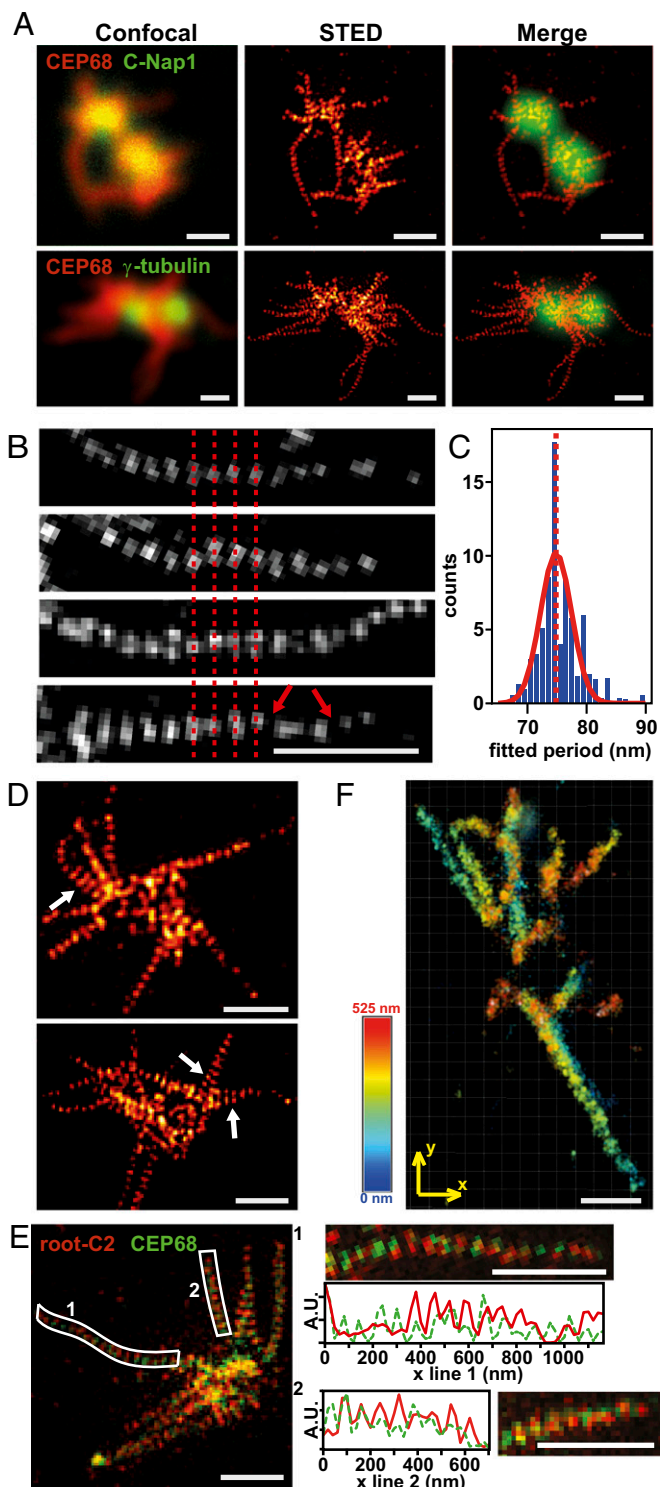 A
Confocal STED Merge
CEP68 C-Nap1
CEP68 γ-tubulin
B
C
15
10
5
0
counts
70 80 90
fitted period (nm)
D
F
525 nm
0 nm
y
x
E
root-C2 CEP68
1
2
1
A.U.
0 200 400 600 800 1000
x line 1 (nm)
2
A.U.
0 200 400 600
x line 2 (nm)